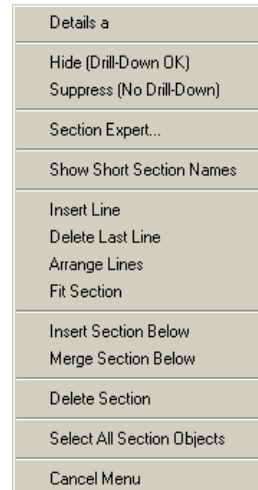 Details a
Hide (Drill-Down OK)
Suppress (No Drill-Down)
Section Expert...
Show Short Section Names
Insert Line
Delete Last Line
Arrange Lines
Fit Section
Insert Section Below
Merge Section Below
Delete Section
Select All Section Objects
Cancel Menu